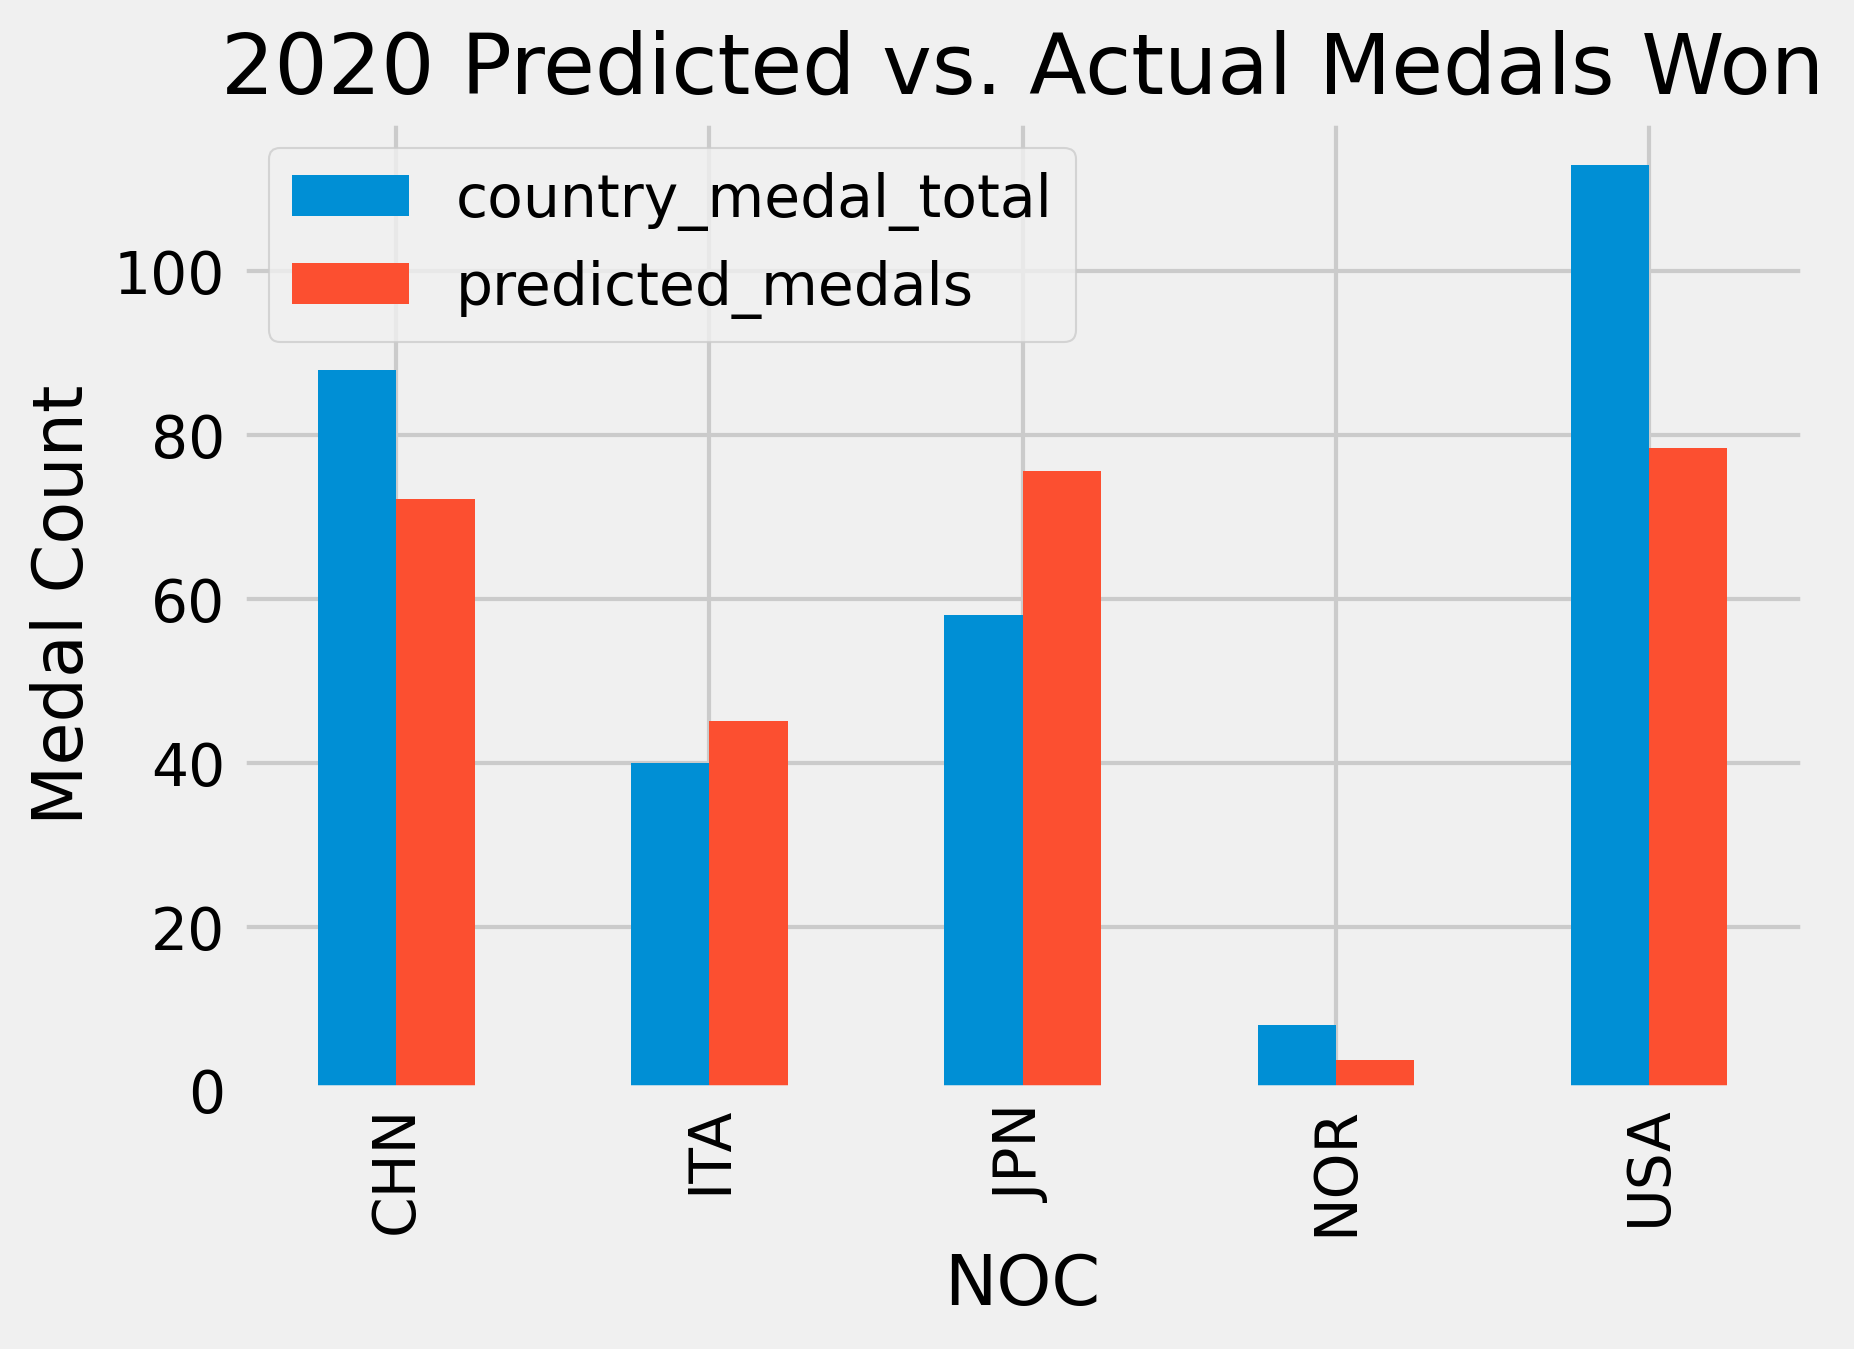 2020 Predicted vs. Actual Medals Won
country_medal_total
predicted_medals
Medal Count
100
80
60
40
20
0
CHN
ITA
JPN
NOR
USA
NOC